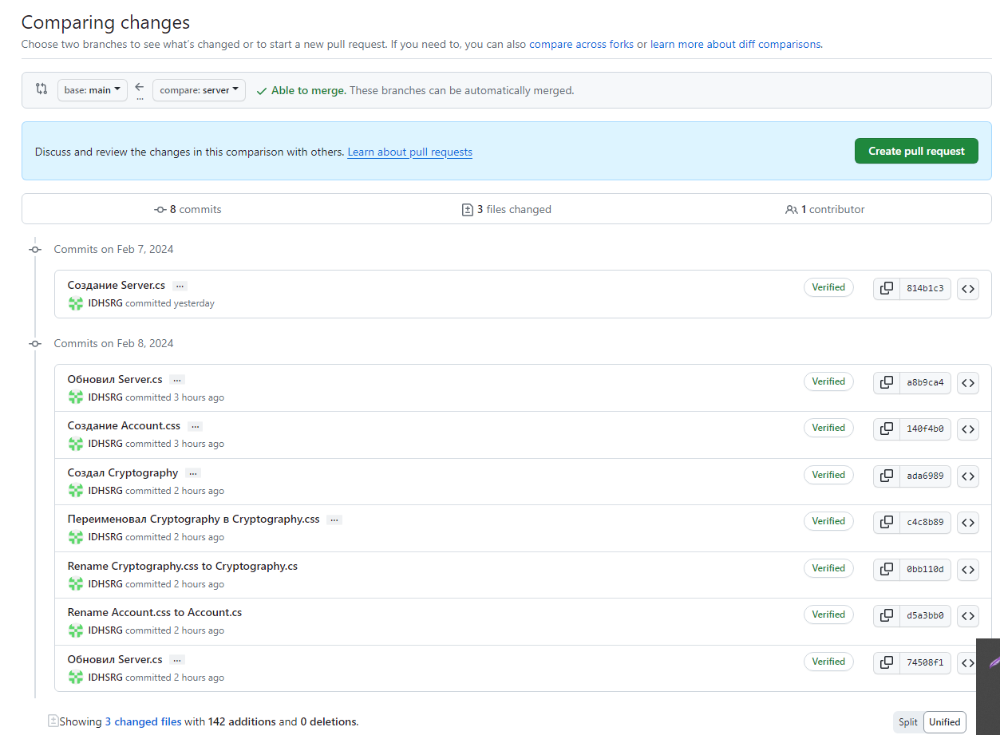 Comparing changes
Choose two branches to see what's changed or to start a new pull request. If you need to, you can also compare across forks or learn more about diff comparisons.
base: main ... compare: server Able to merge. These branches can be automatically merged.
Discuss and review the changes in this comparison with others. Learn about pull requests Create pull request
8 commits 3 files changed 1 contributor
Commits on Feb 7, 2024
Создание Server.cs ... Verified 814b1c3
IDHSRG committed yesterday
Commits on Feb 8, 2024
Обновил Server.cs ... Verified a8b9ca4
IDHSRG committed 3 hours ago
Создание Account.css ... Verified 140f4b0
IDHSRG committed 3 hours ago
Создал Cryptography ... Verified ada6989
IDHSRG committed 2 hours ago
Переименовал Cryptography в Cryptography.css ... Verified c4c8b89
IDHSRG committed 2 hours ago
Rename Cryptography.css to Cryptography.cs Verified 0bb110d
IDHSRG committed 2 hours ago
Rename Account.css to Account.cs Verified d5a3bb0
IDHSRG committed 2 hours ago
Обновил Server.cs ... Verified 74508f1
IDHSRG committed 2 hours ago
Showing 3 changed files with 142 additions and 0 deletions. Split Unified